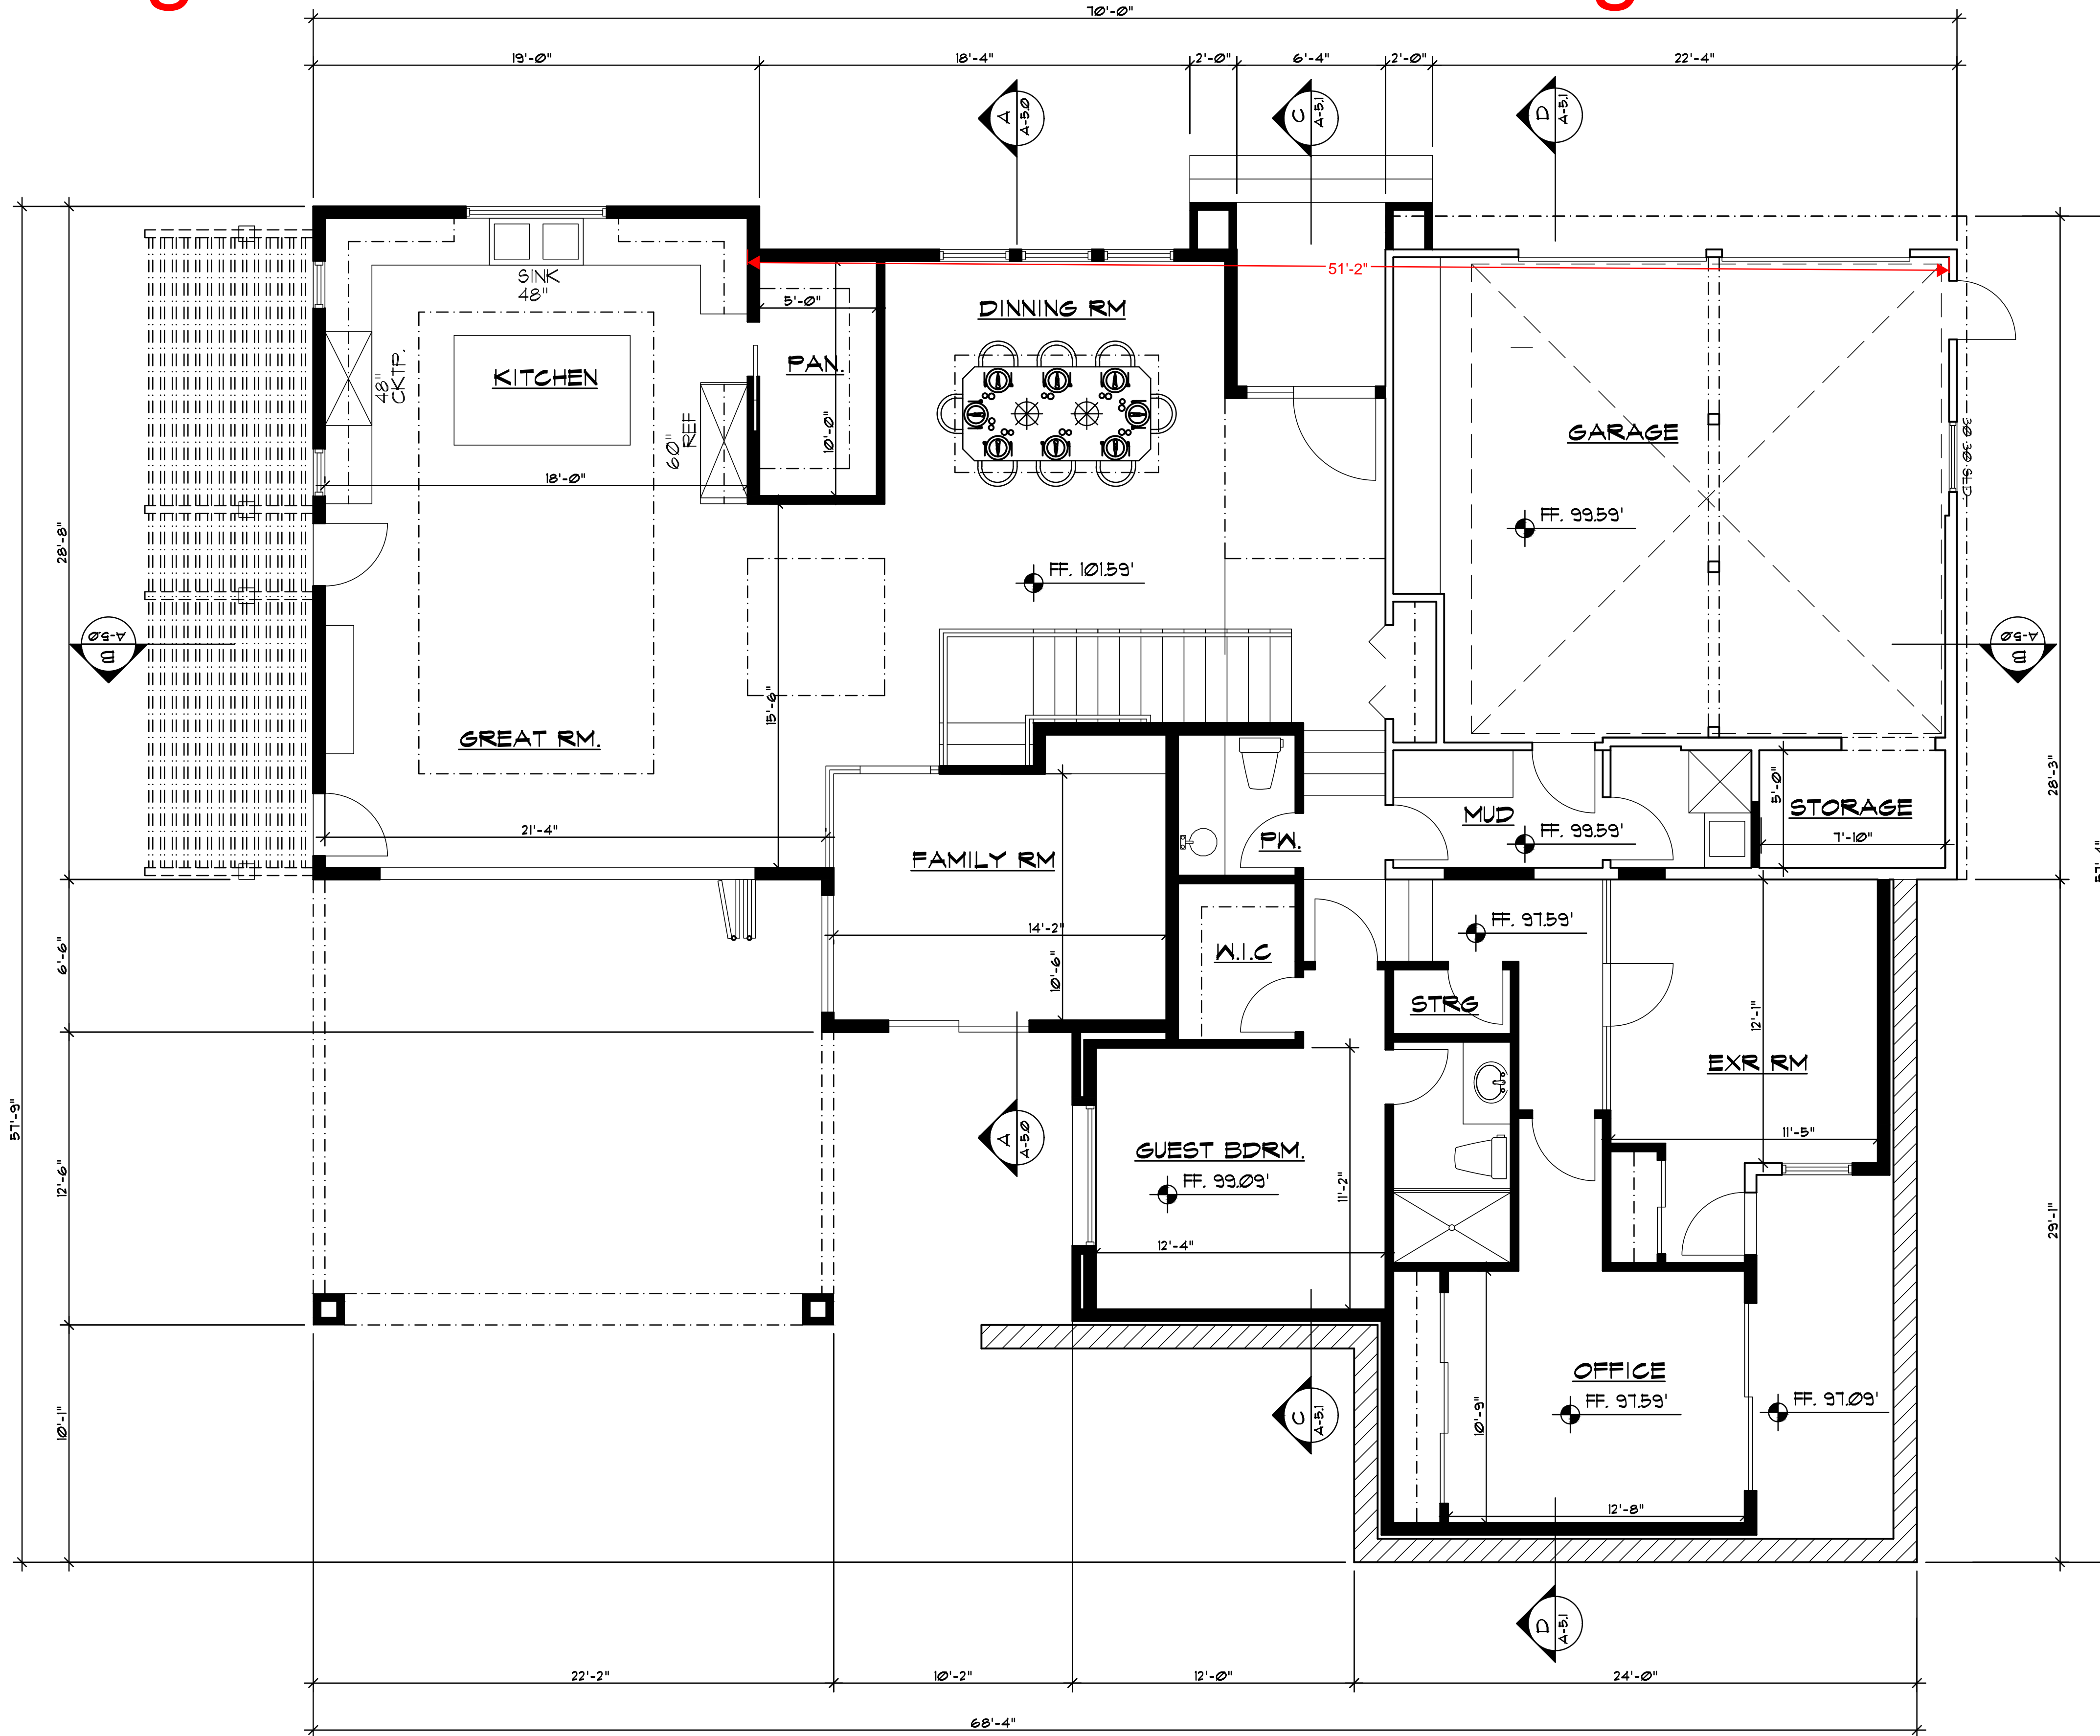 70'-0"
19'-0"
18'-4"
2'-0"
6'-4"
2'-0"
22'-4"
A
A-5.0
C
A-5.1
D
A-5.1
51'-2"
SINK
48"
5'-0"
DINNING RM
48"
CKTP.
KITCHEN
PAN.
60"
REF
10'-0"
GARAGE
30 30 SLD.
18'-0"
FF. 99.59'
28'-8"
FF. 101.59'
A-5.0
B
A-5.0
B
15'-6"
GREAT RM.
21'-4"
FAMILY RM
PW.
MUD
FF. 99.59'
5'-0"
STORAGE
7'-10"
28'-3"
57'-4"
6'-6"
14'-2"
10'-6"
W.I.C
FF. 97.59'
STRG
12'-1"
EXR RM
11'-5"
57'-9"
12'-6"
A
A-5.0
GUEST BDRM.
FF. 99.09'
11'-2"
12'-4"
29'-1"
10'-1"
C
A-5.1
OFFICE
FF. 97.59'
FF. 97.09'
10'-9"
12'-8"
D
A-5.1
22'-2"
10'-2"
12'-0"
24'-0"
68'-4"